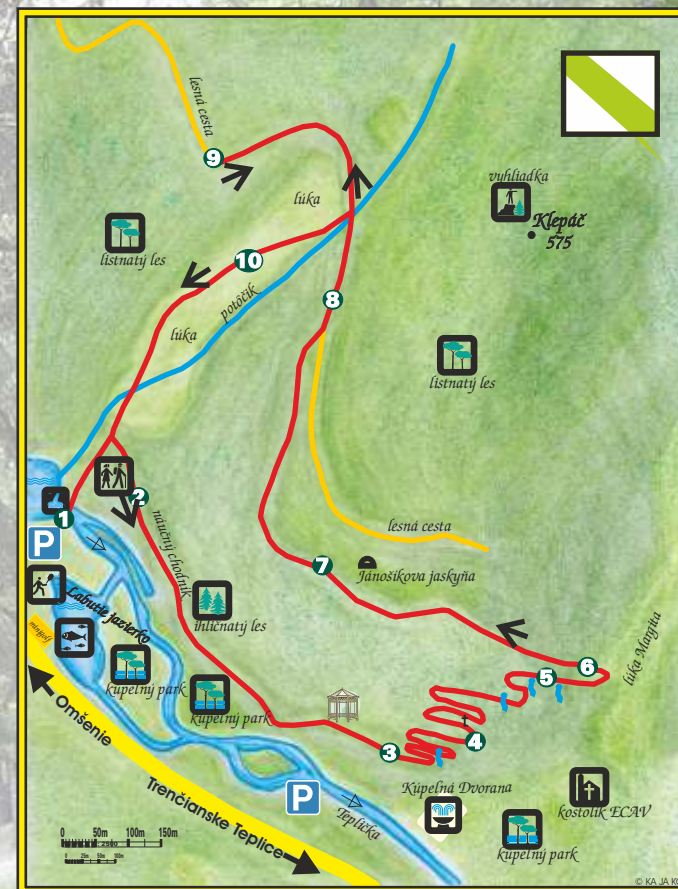 lesná cesta
9
vyhliadka
lúka
Klepáč
575
listnatý les
10
8
potôčik
lúka
listnatý les
2
1
náučný chodník
lesná cesta
P
7
Jánošíkova jaskyňa
Labutie jazierko
ihličnatý les
minigolf
kúpeľný park
kúpeľný park
lúka Margita
6
5
Omšenie
4
3
Trenčianske Teplice
P
Teplička
Kúpeľná Dvorana
kostolík ECAV
kúpeľný park
0 50m 100m 150m
© KA JA KO